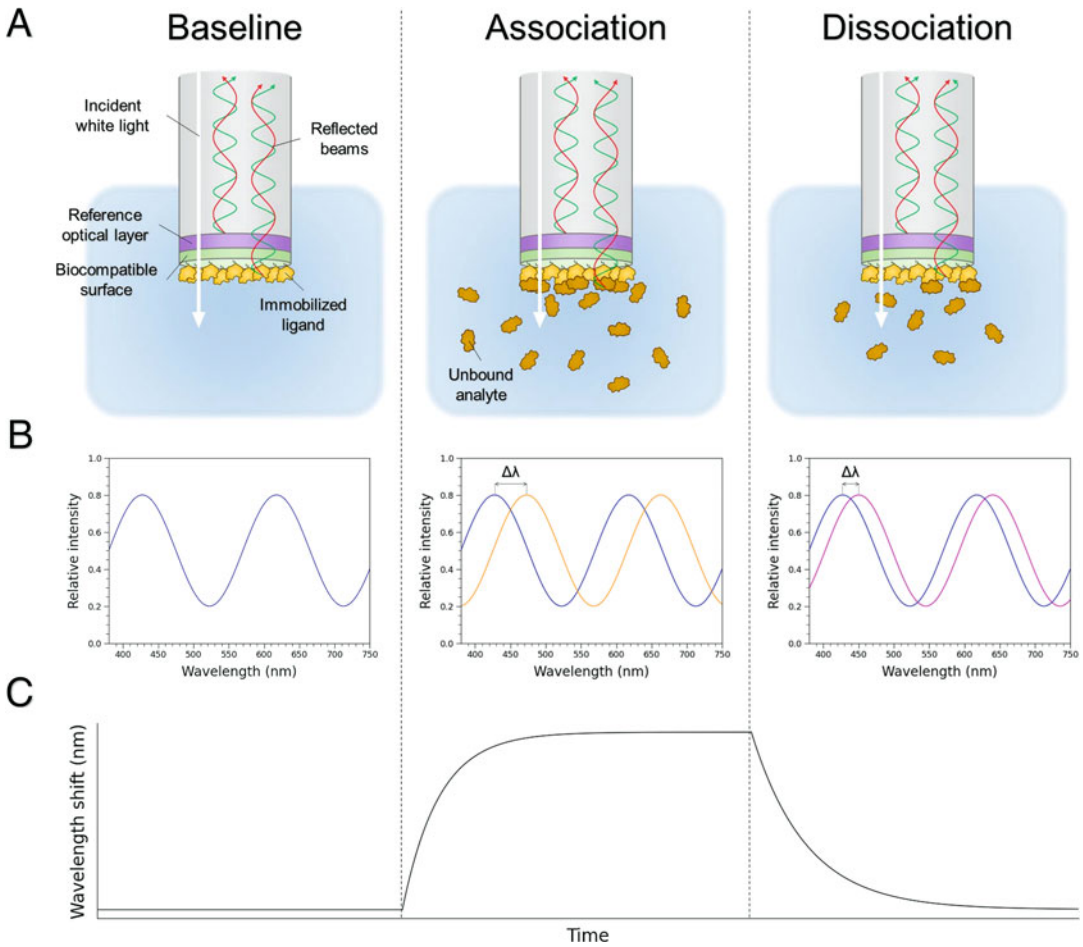 A
Baseline
Association
Dissociation
Incident
white light
Reflected
beams
Reference
optical layer
Biocompatible
surface
Immobilized
ligand
Unbound
analyte
B
Relative intensity
1.0
0.8
0.6
0.4
0.2
0.0
400 450 500 550 600 650 700 750
Wavelength (nm)
Δλ
Relative intensity
1.0
0.8
0.6
0.4
0.2
0.0
400 450 500 550 600 650 700 750
Wavelength (nm)
Δλ
Relative intensity
1.0
0.8
0.6
0.4
0.2
0.0
400 450 500 550 600 650 700 750
Wavelength (nm)
C
Wavelength shift (nm)
Time